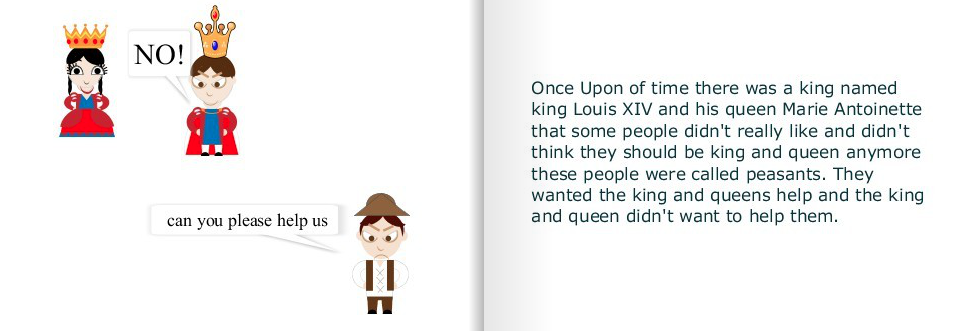 NO!
can you please help us
Once Upon of time there was a king named
king Louis XIV and his queen Marie Antoinette
that some people didn't really like and didn't
think they should be king and queen anymore
these people were called peasants. They
wanted the king and queens help and the king
and queen didn't want to help them.